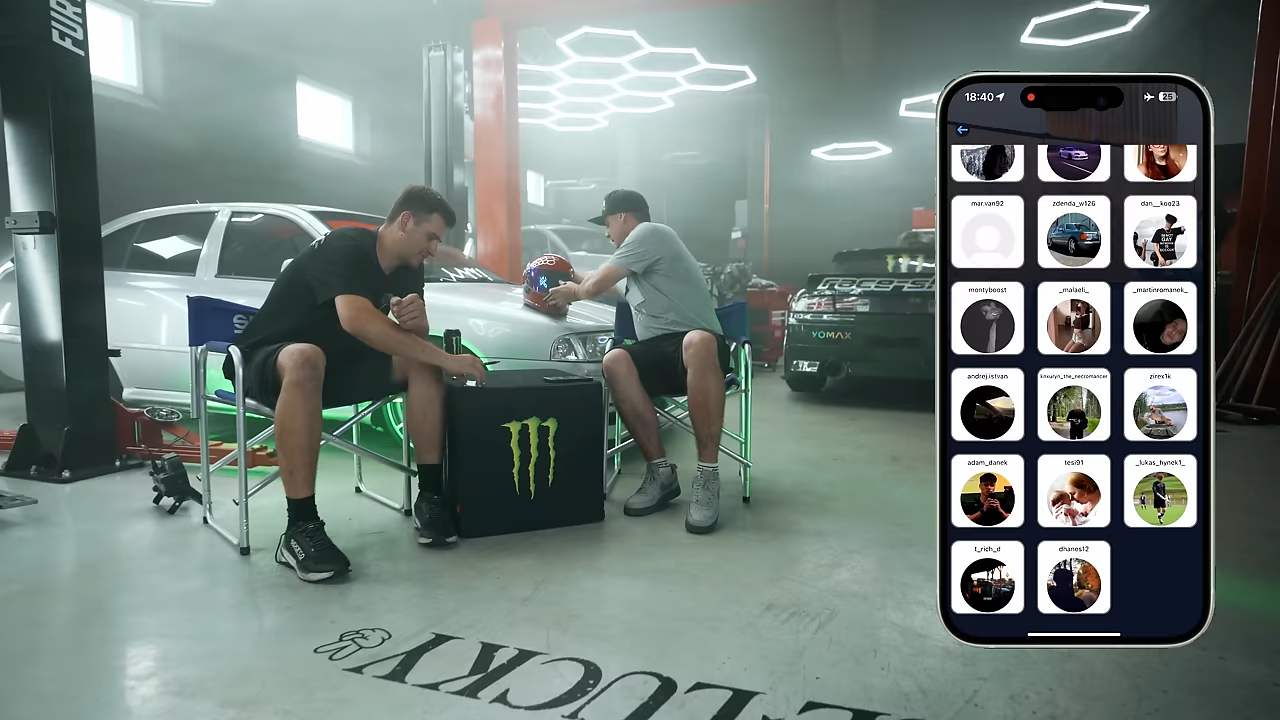 FUR
18:40
25
mar.van92
zdenda_w126
dan__koo23
montyboost
_malaeli_
_martinromanek_
andrej.istvan
knxuryn_the_necromancer
zirex1k
adam_danek
tesi91
_lukas_hynek1_
t_rich_d
dhanes12
YOMAX
LUCKY